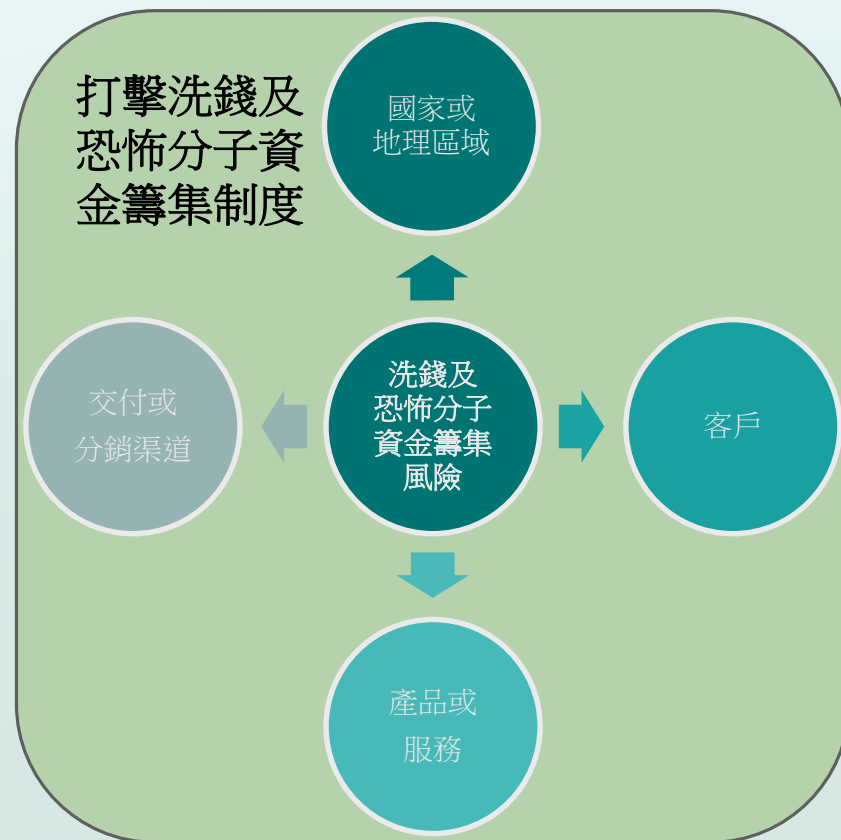 打擊洗錢及
恐怖分子資
金籌集制度
國家或
地理區域
交付或
分銷渠道
洗錢及
恐怖分子
資金籌集
風險
客戶
產品或
服務